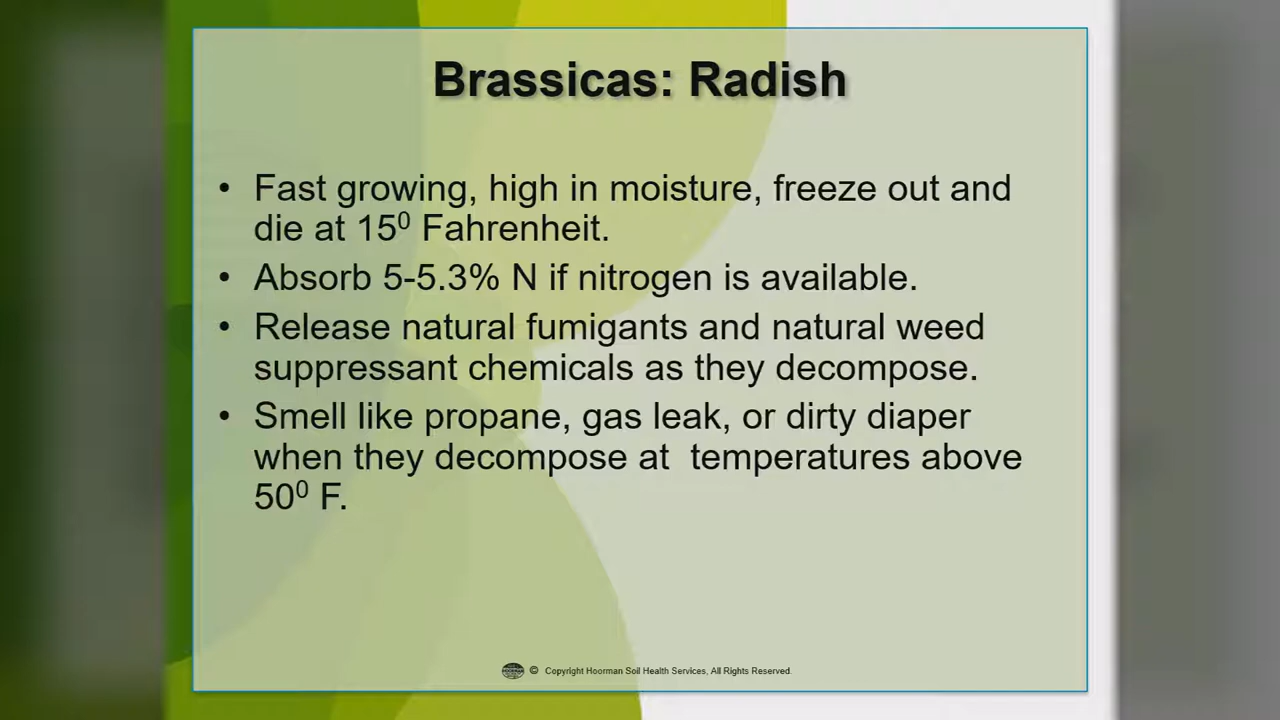 Brassicas: Radish
• Fast growing, high in moisture, freeze out and
die at 15⁰ Fahrenheit.
• Absorb 5-5.3% N if nitrogen is available.
• Release natural fumigants and natural weed
suppressant chemicals as they decompose.
• Smell like propane, gas leak, or dirty diaper
when they decompose at  temperatures above
50⁰ F.
HOORMAN © Copyright Hoorman Soil Health Services, All Rights Reserved.